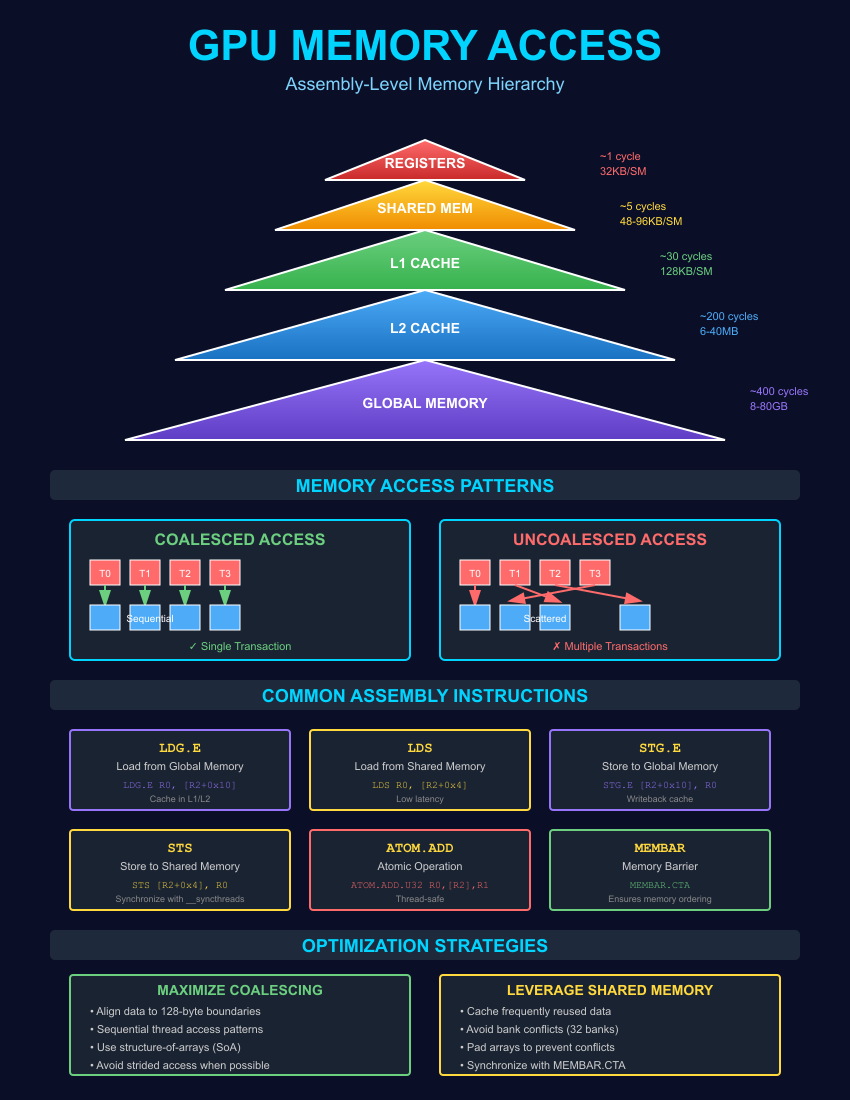 GPU MEMORY ACCESS
Assembly-Level Memory Hierarchy
REGISTERS
~1 cycle
32KB/SM
SHARED MEM
~5 cycles
48-96KB/SM
L1 CACHE
~30 cycles
128KB/SM
L2 CACHE
~200 cycles
6-40MB
GLOBAL MEMORY
~400 cycles
8-80GB
MEMORY ACCESS PATTERNS
COALESCED ACCESS
T0 T1 T2 T3
Sequential
✓ Single Transaction
UNCOALESCED ACCESS
T0 T1 T2 T3
Scattered
✗ Multiple Transactions
COMMON ASSEMBLY INSTRUCTIONS
LDG.E
Load from Global Memory
LDG.E R0, [R2+0x10]
Cache in L1/L2
LDS
Load from Shared Memory
LDS R0, [R2+0x4]
Low latency
STG.E
Store to Global Memory
STG.E [R2+0x10], R0
Writeback cache
STS
Store to Shared Memory
STS [R2+0x4], R0
Synchronize with __syncthreads
ATOM.ADD
Atomic Operation
ATOM.ADD.U32 R0,[R2],R1
Thread-safe
MEMBAR
Memory Barrier
MEMBAR.CTA
Ensures memory ordering
OPTIMIZATION STRATEGIES
MAXIMIZE COALESCING
• Align data to 128-byte boundaries
• Sequential thread access patterns
• Use structure-of-arrays (SoA)
• Avoid strided access when possible
LEVERAGE SHARED MEMORY
• Cache frequently reused data
• Avoid bank conflicts (32 banks)
• Pad arrays to prevent conflicts
• Synchronize with MEMBAR.CTA